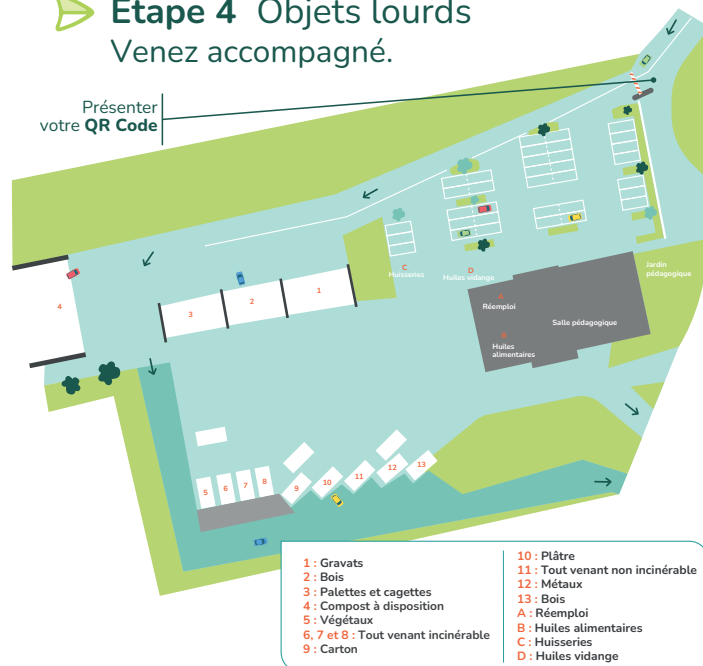 Étape 4 Objets lourds
Venez accompagné.
Présenter
votre QR Code
C
Huisseries
D
Huiles vidange
Jardin
pédagogique
A
Réemploi
Salle pédagogique
B
Huiles
alimentaires
4
3
2
1
5
6
7
8
9
10
11
12
13
1 : Gravats
2 : Bois
3 : Palettes et cagettes
4 : Compost à disposition
5 : Végétaux
6, 7 et 8 : Tout venant incinérable
9 : Carton
10 : Plâtre
11 : Tout venant non incinérable
12 : Métaux
13 : Bois
A : Réemploi
B : Huiles alimentaires
C : Huisseries
D : Huiles vidange